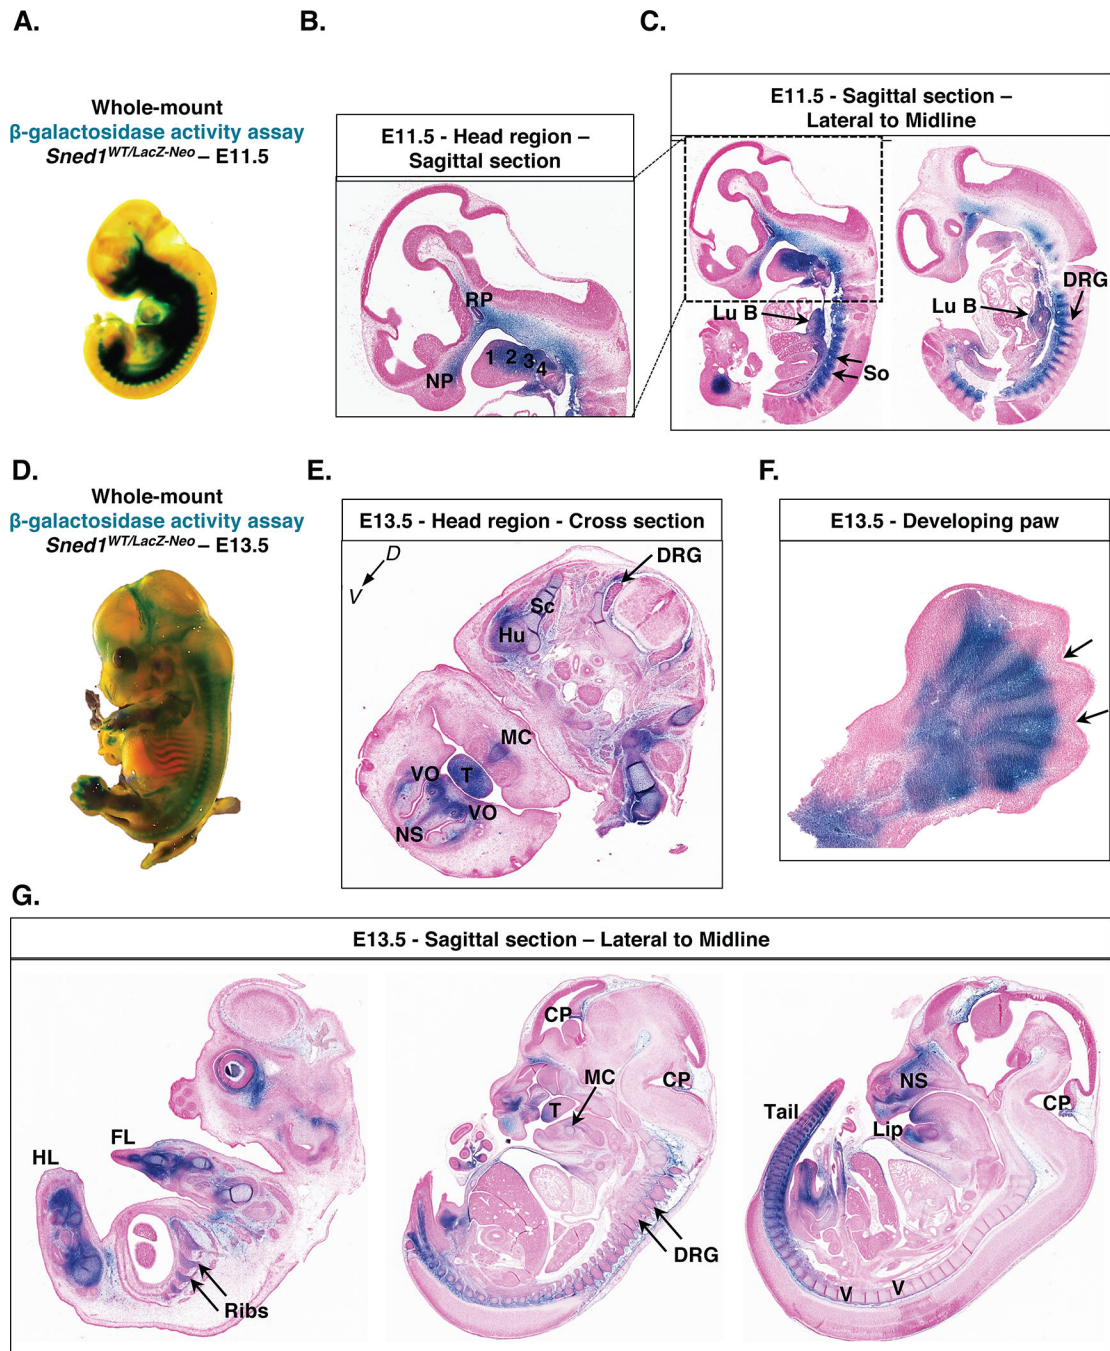 A.
Whole-mount
β-galactosidase activity assay
Sned1WT/LacZ-Neo – E11.5
B.
E11.5 - Head region –
Sagittal section
RP
1 2 3 4
NP
C.
E11.5 - Sagittal section –
Lateral to Midline
Lu B
So
Lu B
DRG
D.
Whole-mount
β-galactosidase activity assay
Sned1WT/LacZ-Neo – E13.5
E.
E13.5 - Head region - Cross section
D
V
DRG
Sc
Hu
MC
VO
T
VO
NS
F.
E13.5 - Developing paw
G.
E13.5 - Sagittal section – Lateral to Midline
FL
HL
Ribs
CP
MC
CP
T
DRG
NS
CP
Tail
Lip
V
V